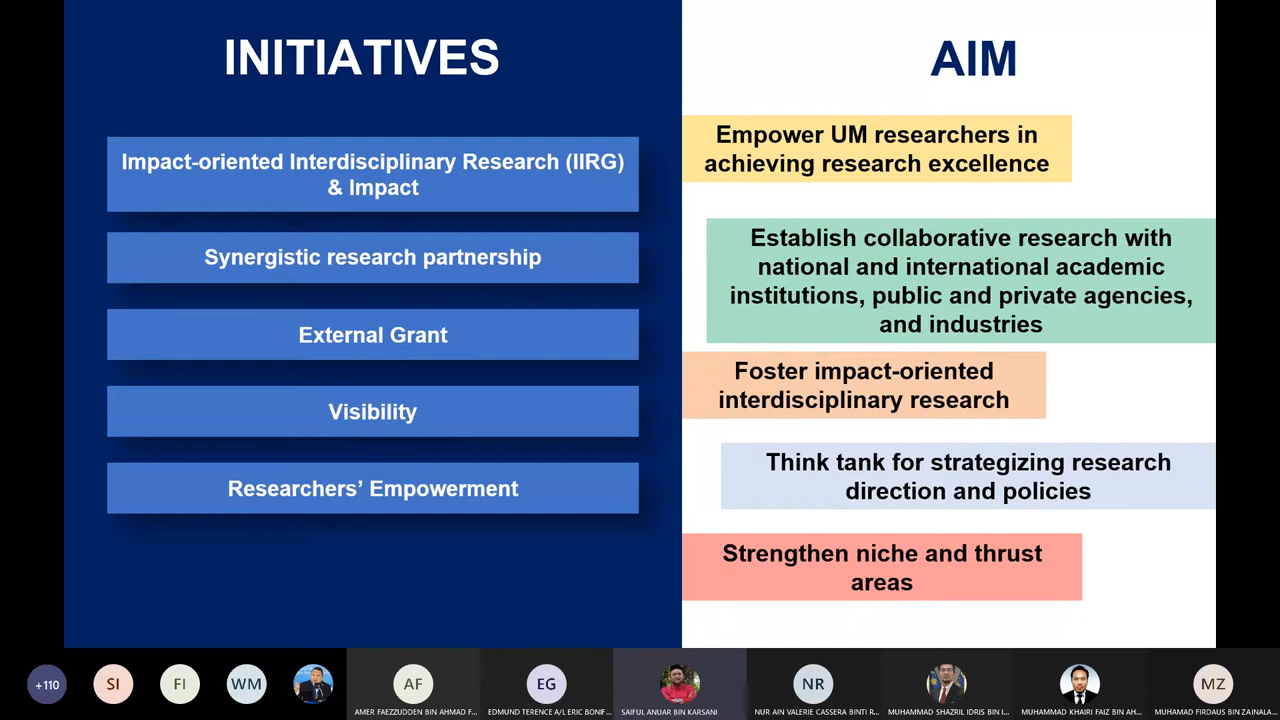 INITIATIVES
Impact-oriented Interdisciplinary Research (IIRG)
& Impact
Synergistic research partnership
External Grant
Visibility
Researchers' Empowerment
AIM
Empower UM researchers in
achieving research excellence
Establish collaborative research with
national and international academic
institutions, public and private agencies,
and industries
Foster impact-oriented
interdisciplinary research
Think tank for strategizing research
direction and policies
Strengthen niche and thrust
areas
+110
SI
FI
WM
AF
EG
NR
MZ
AMER FAEZZUDDEN BIN AHMAD F...
EDMUND TERENCE A/L ERIC BONIF...
SAIFUL ANUAR BIN KARSANI
NUR AIN VALERIE CASSERA BINTI R...
MUHAMMAD SHAZRIL IDRIS BIN I...
MUHAMMAD KHAIRI FAIZ BIN AH...
MUHAMAD FIRDAUS BIN ZAINALA...